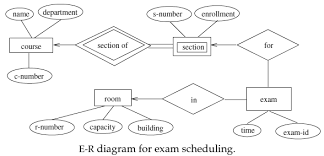 name
department
s-number
enrollment
course
section of
section
for
c-number
room
in
exam
r-number
capacity
building
time
exam-id
E-R diagram for exam scheduling.